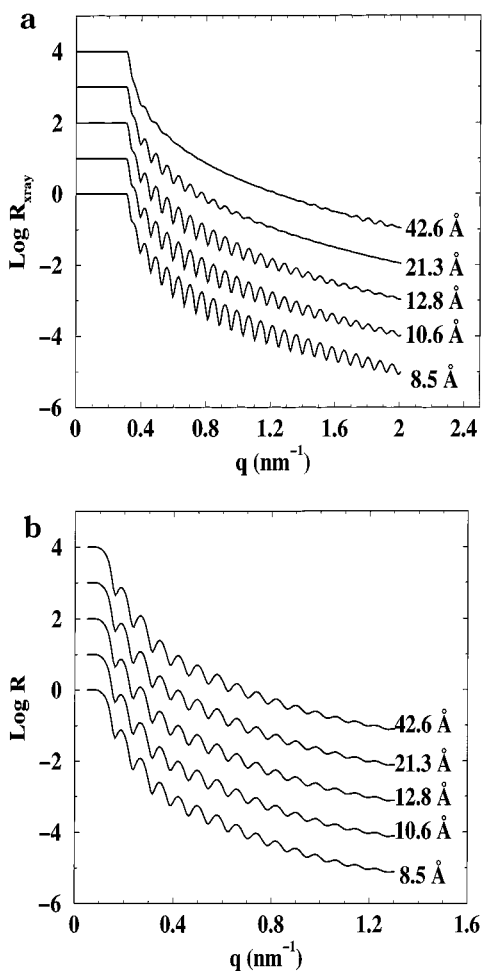 a
4
2
0
−2
−4
−6
Log R_xray
42.6 Å
21.3 Å
12.8 Å
10.6 Å
8.5 Å
0 0.4 0.8 1.2 1.6 2 2.4
q (nm⁻¹)
b
4
2
0
−2
−4
−6
Log R
42.6 Å
21.3 Å
12.8 Å
10.6 Å
8.5 Å
0 0.4 0.8 1.2 1.6
q (nm⁻¹)